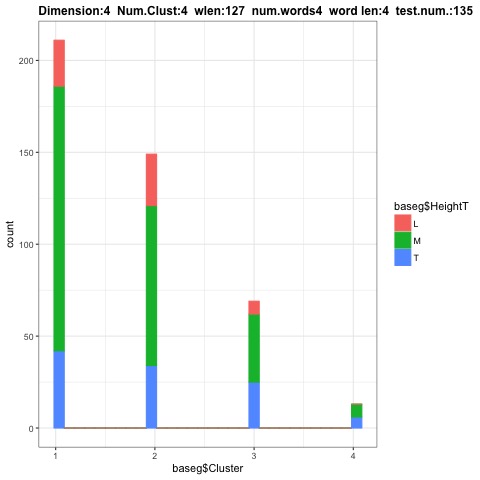 Dimension:4  Num.Clust:4  wlen:127  num.words4  word len:4  test.num.:135
200
150
100
50
0
count
1 2 3 4
baseg$Cluster
baseg$HeightT
L
M
T